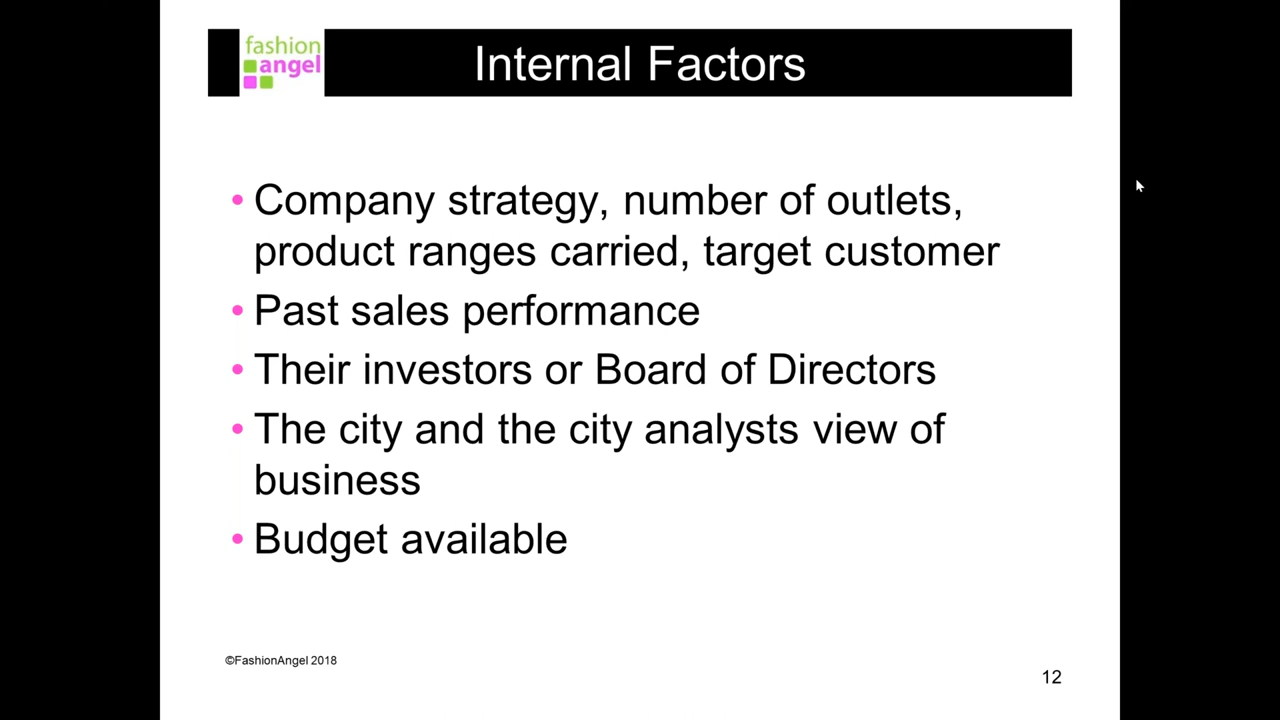 fashion
angel
Internal Factors
• Company strategy, number of outlets,
product ranges carried, target customer
• Past sales performance
• Their investors or Board of Directors
• The city and the city analysts view of
business
• Budget available
©FashionAngel 2018
12